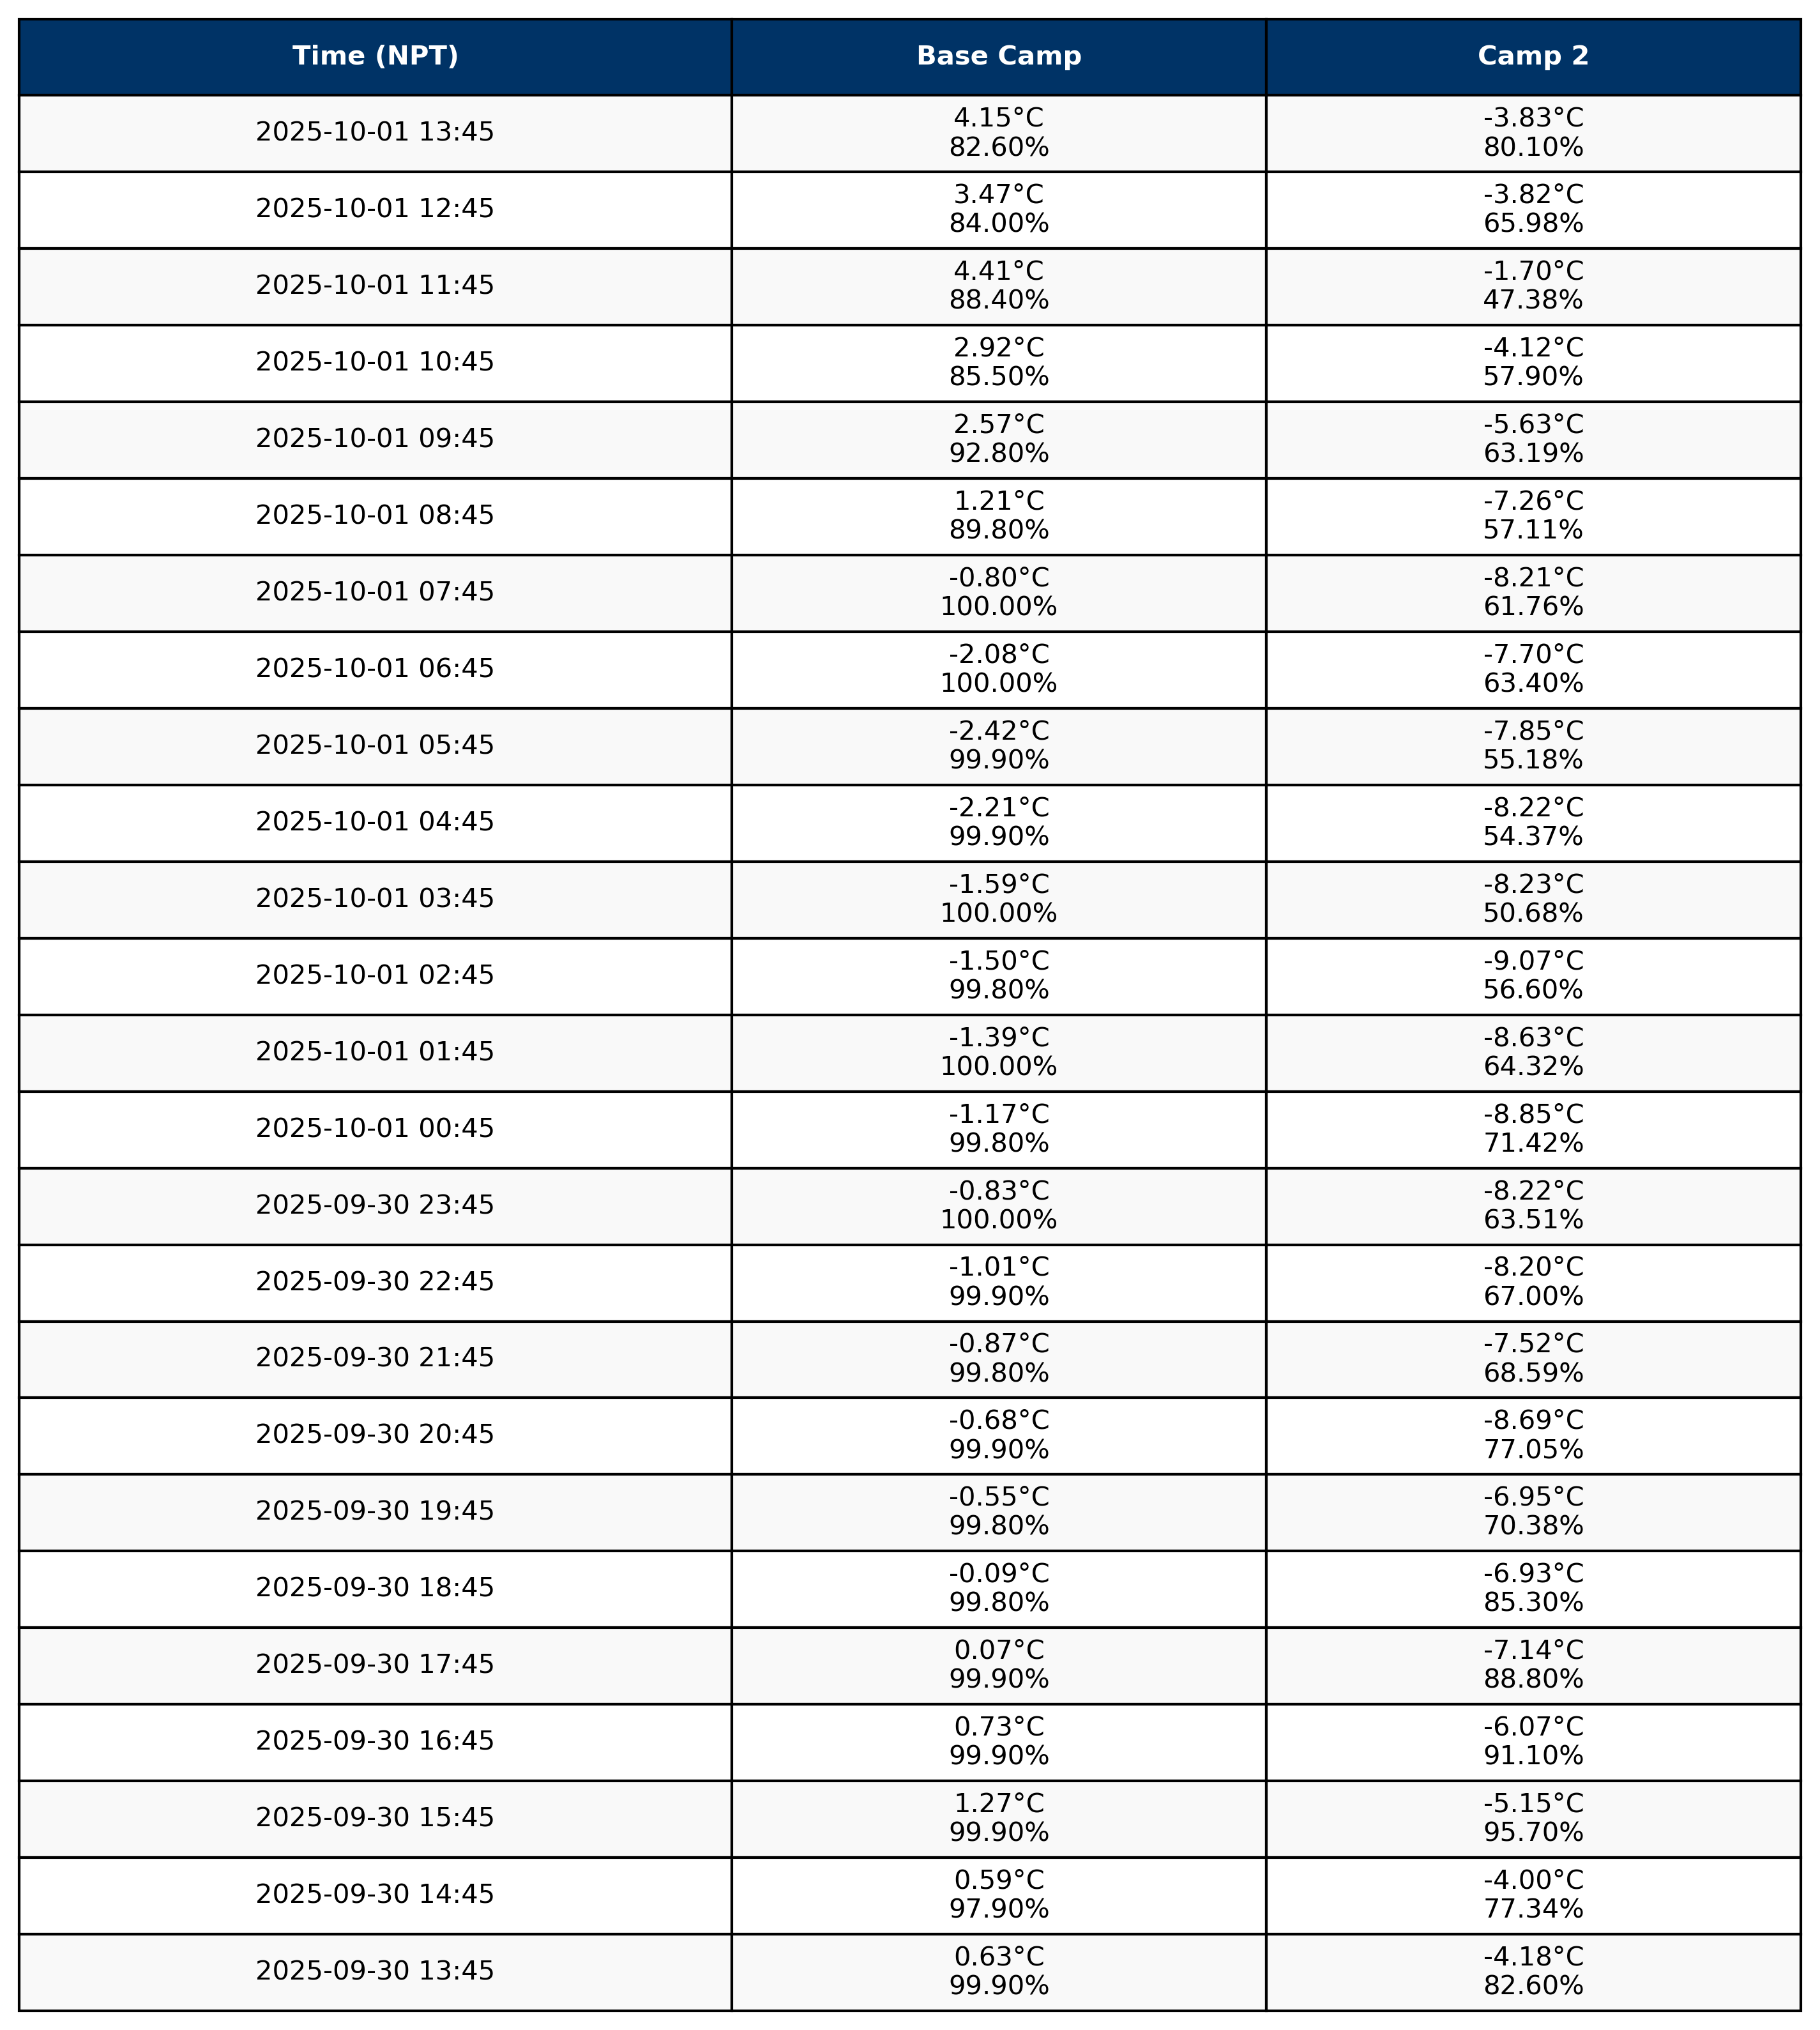 Time (NPT) Base Camp Camp 2
2025-10-01 13:45 4.15°C -3.83°C
82.60% 80.10%
2025-10-01 12:45 3.47°C -3.82°C
84.00% 65.98%
2025-10-01 11:45 4.41°C -1.70°C
88.40% 47.38%
2025-10-01 10:45 2.92°C -4.12°C
85.50% 57.90%
2025-10-01 09:45 2.57°C -5.63°C
92.80% 63.19%
2025-10-01 08:45 1.21°C -7.26°C
89.80% 57.11%
2025-10-01 07:45 -0.80°C -8.21°C
100.00% 61.76%
2025-10-01 06:45 -2.08°C -7.70°C
100.00% 63.40%
2025-10-01 05:45 -2.42°C -7.85°C
99.90% 55.18%
2025-10-01 04:45 -2.21°C -8.22°C
99.90% 54.37%
2025-10-01 03:45 -1.59°C -8.23°C
100.00% 50.68%
2025-10-01 02:45 -1.50°C -9.07°C
99.80% 56.60%
2025-10-01 01:45 -1.39°C -8.63°C
100.00% 64.32%
2025-10-01 00:45 -1.17°C -8.85°C
99.80% 71.42%
2025-09-30 23:45 -0.83°C -8.22°C
100.00% 63.51%
2025-09-30 22:45 -1.01°C -8.20°C
99.90% 67.00%
2025-09-30 21:45 -0.87°C -7.52°C
99.80% 68.59%
2025-09-30 20:45 -0.68°C -8.69°C
99.90% 77.05%
2025-09-30 19:45 -0.55°C -6.95°C
99.80% 70.38%
2025-09-30 18:45 -0.09°C -6.93°C
99.80% 85.30%
2025-09-30 17:45 0.07°C -7.14°C
99.90% 88.80%
2025-09-30 16:45 0.73°C -6.07°C
99.90% 91.10%
2025-09-30 15:45 1.27°C -5.15°C
99.90% 95.70%
2025-09-30 14:45 0.59°C -4.00°C
97.90% 77.34%
2025-09-30 13:45 0.63°C -4.18°C
99.90% 82.60%